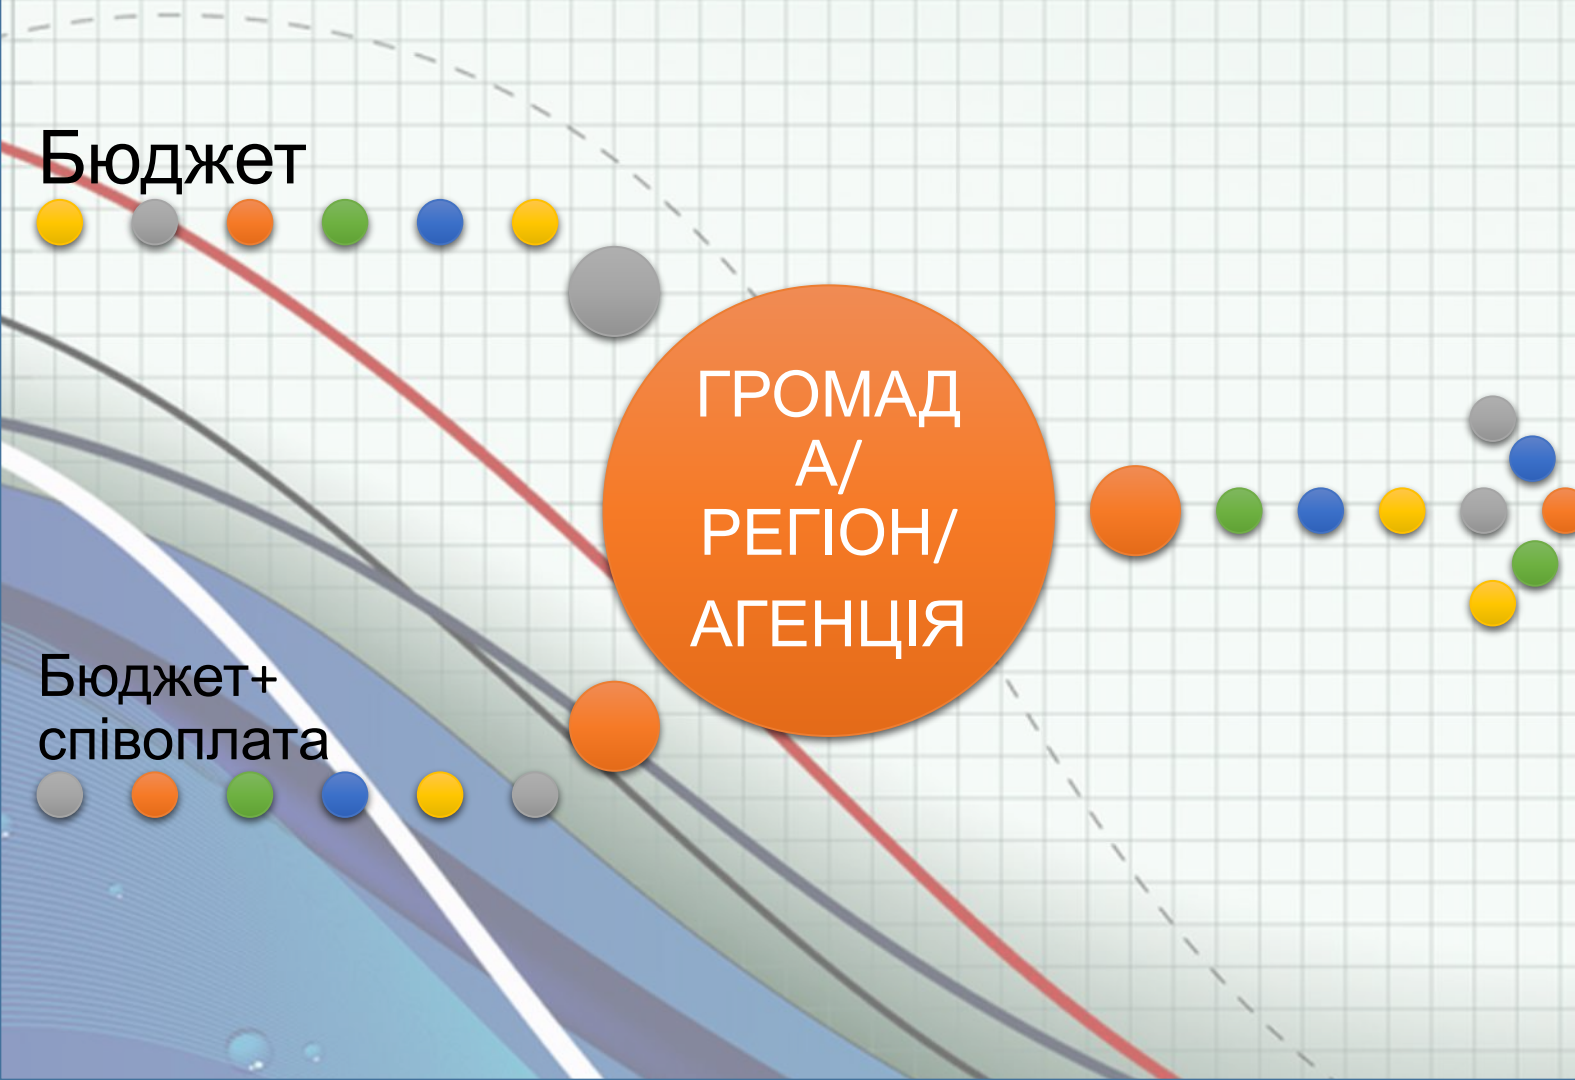 Бюджет
ГРОМАД
А/
РЕГІОН/
АГЕНЦІЯ
Бюджет+
співоплата